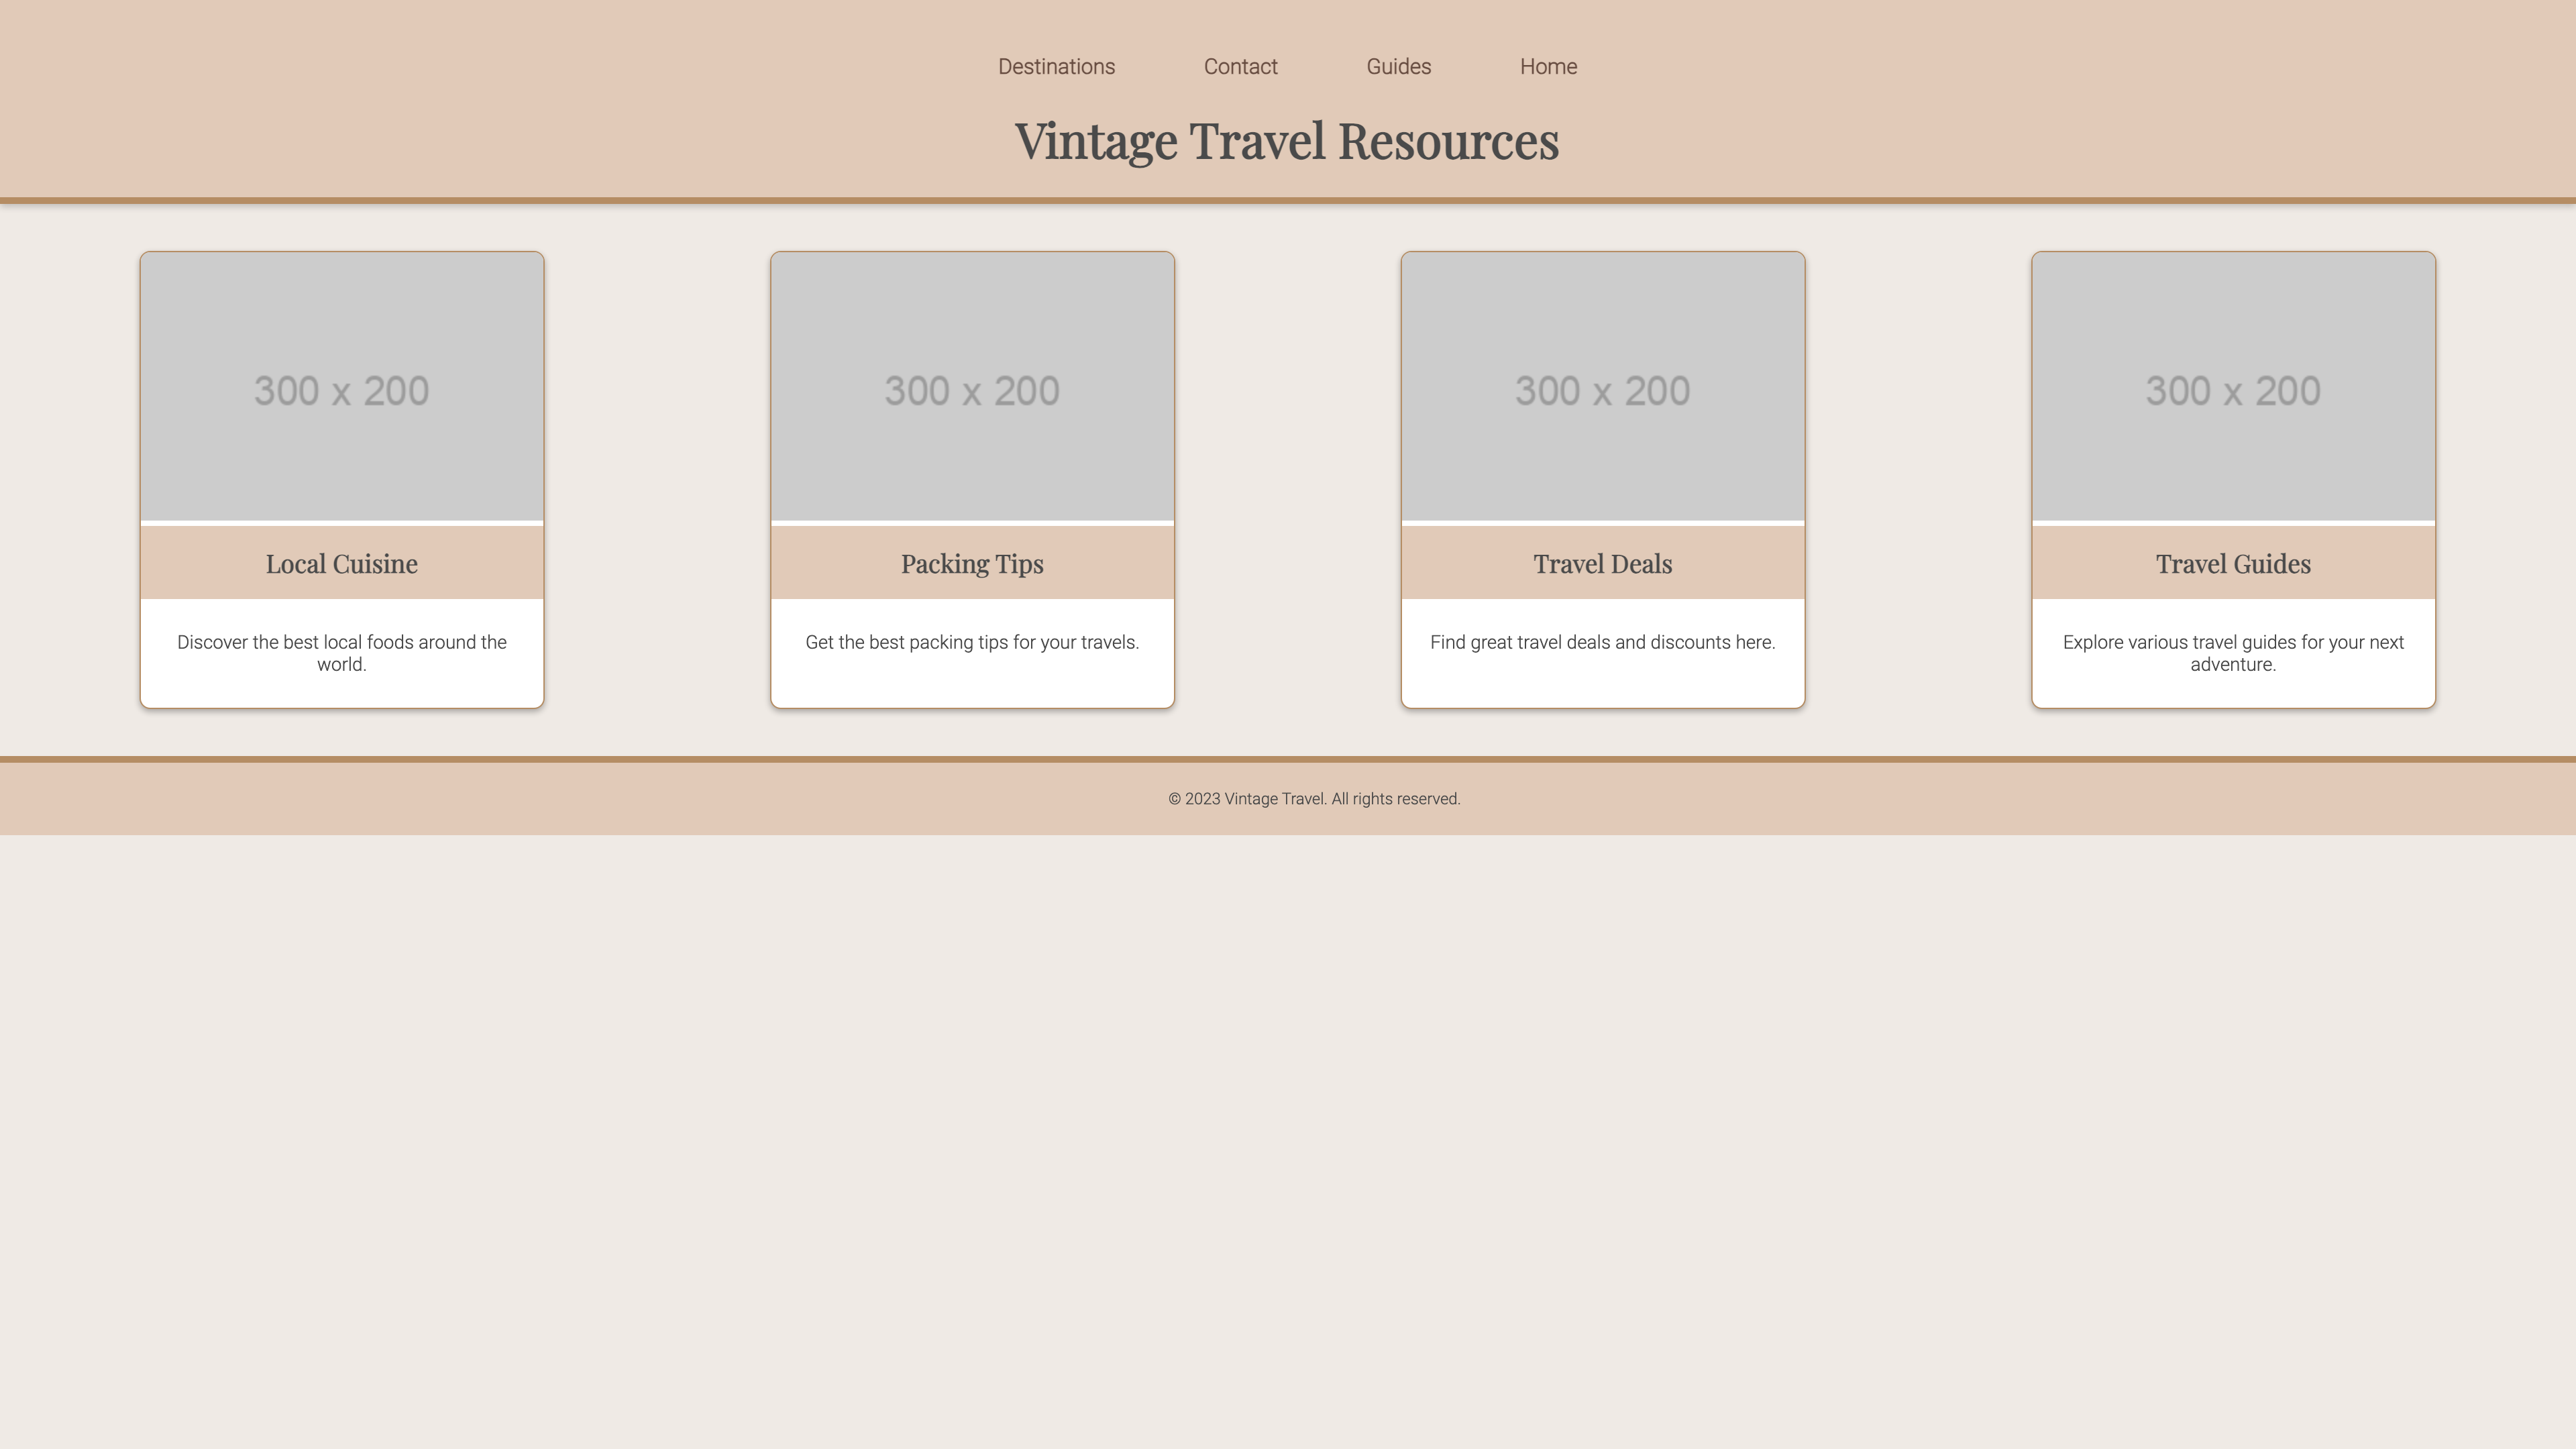 Destinations Contact Guides Home
Vintage Travel Resources
300 x 200
300 x 200
300 x 200
300 x 200
Local Cuisine
Packing Tips
Travel Deals
Travel Guides
Discover the best local foods around the
world.
Get the best packing tips for your travels.
Find great travel deals and discounts here.
Explore various travel guides for your next
adventure.
© 2023 Vintage Travel. All rights reserved.